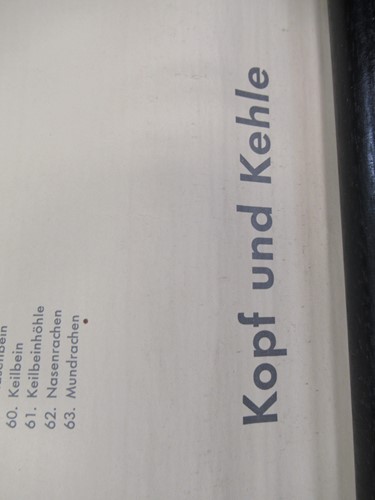 60. Keilbein
61. Keilbeinhöhle
62. Nasenrachen
63. Mundrachen
Kopf und Kehle